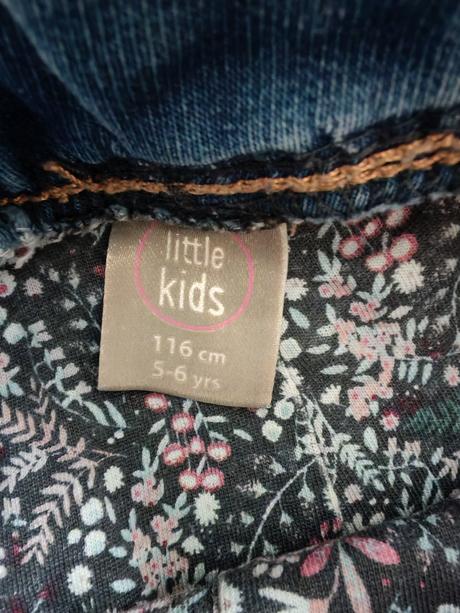 little
kids
116 cm
5-6 yrs